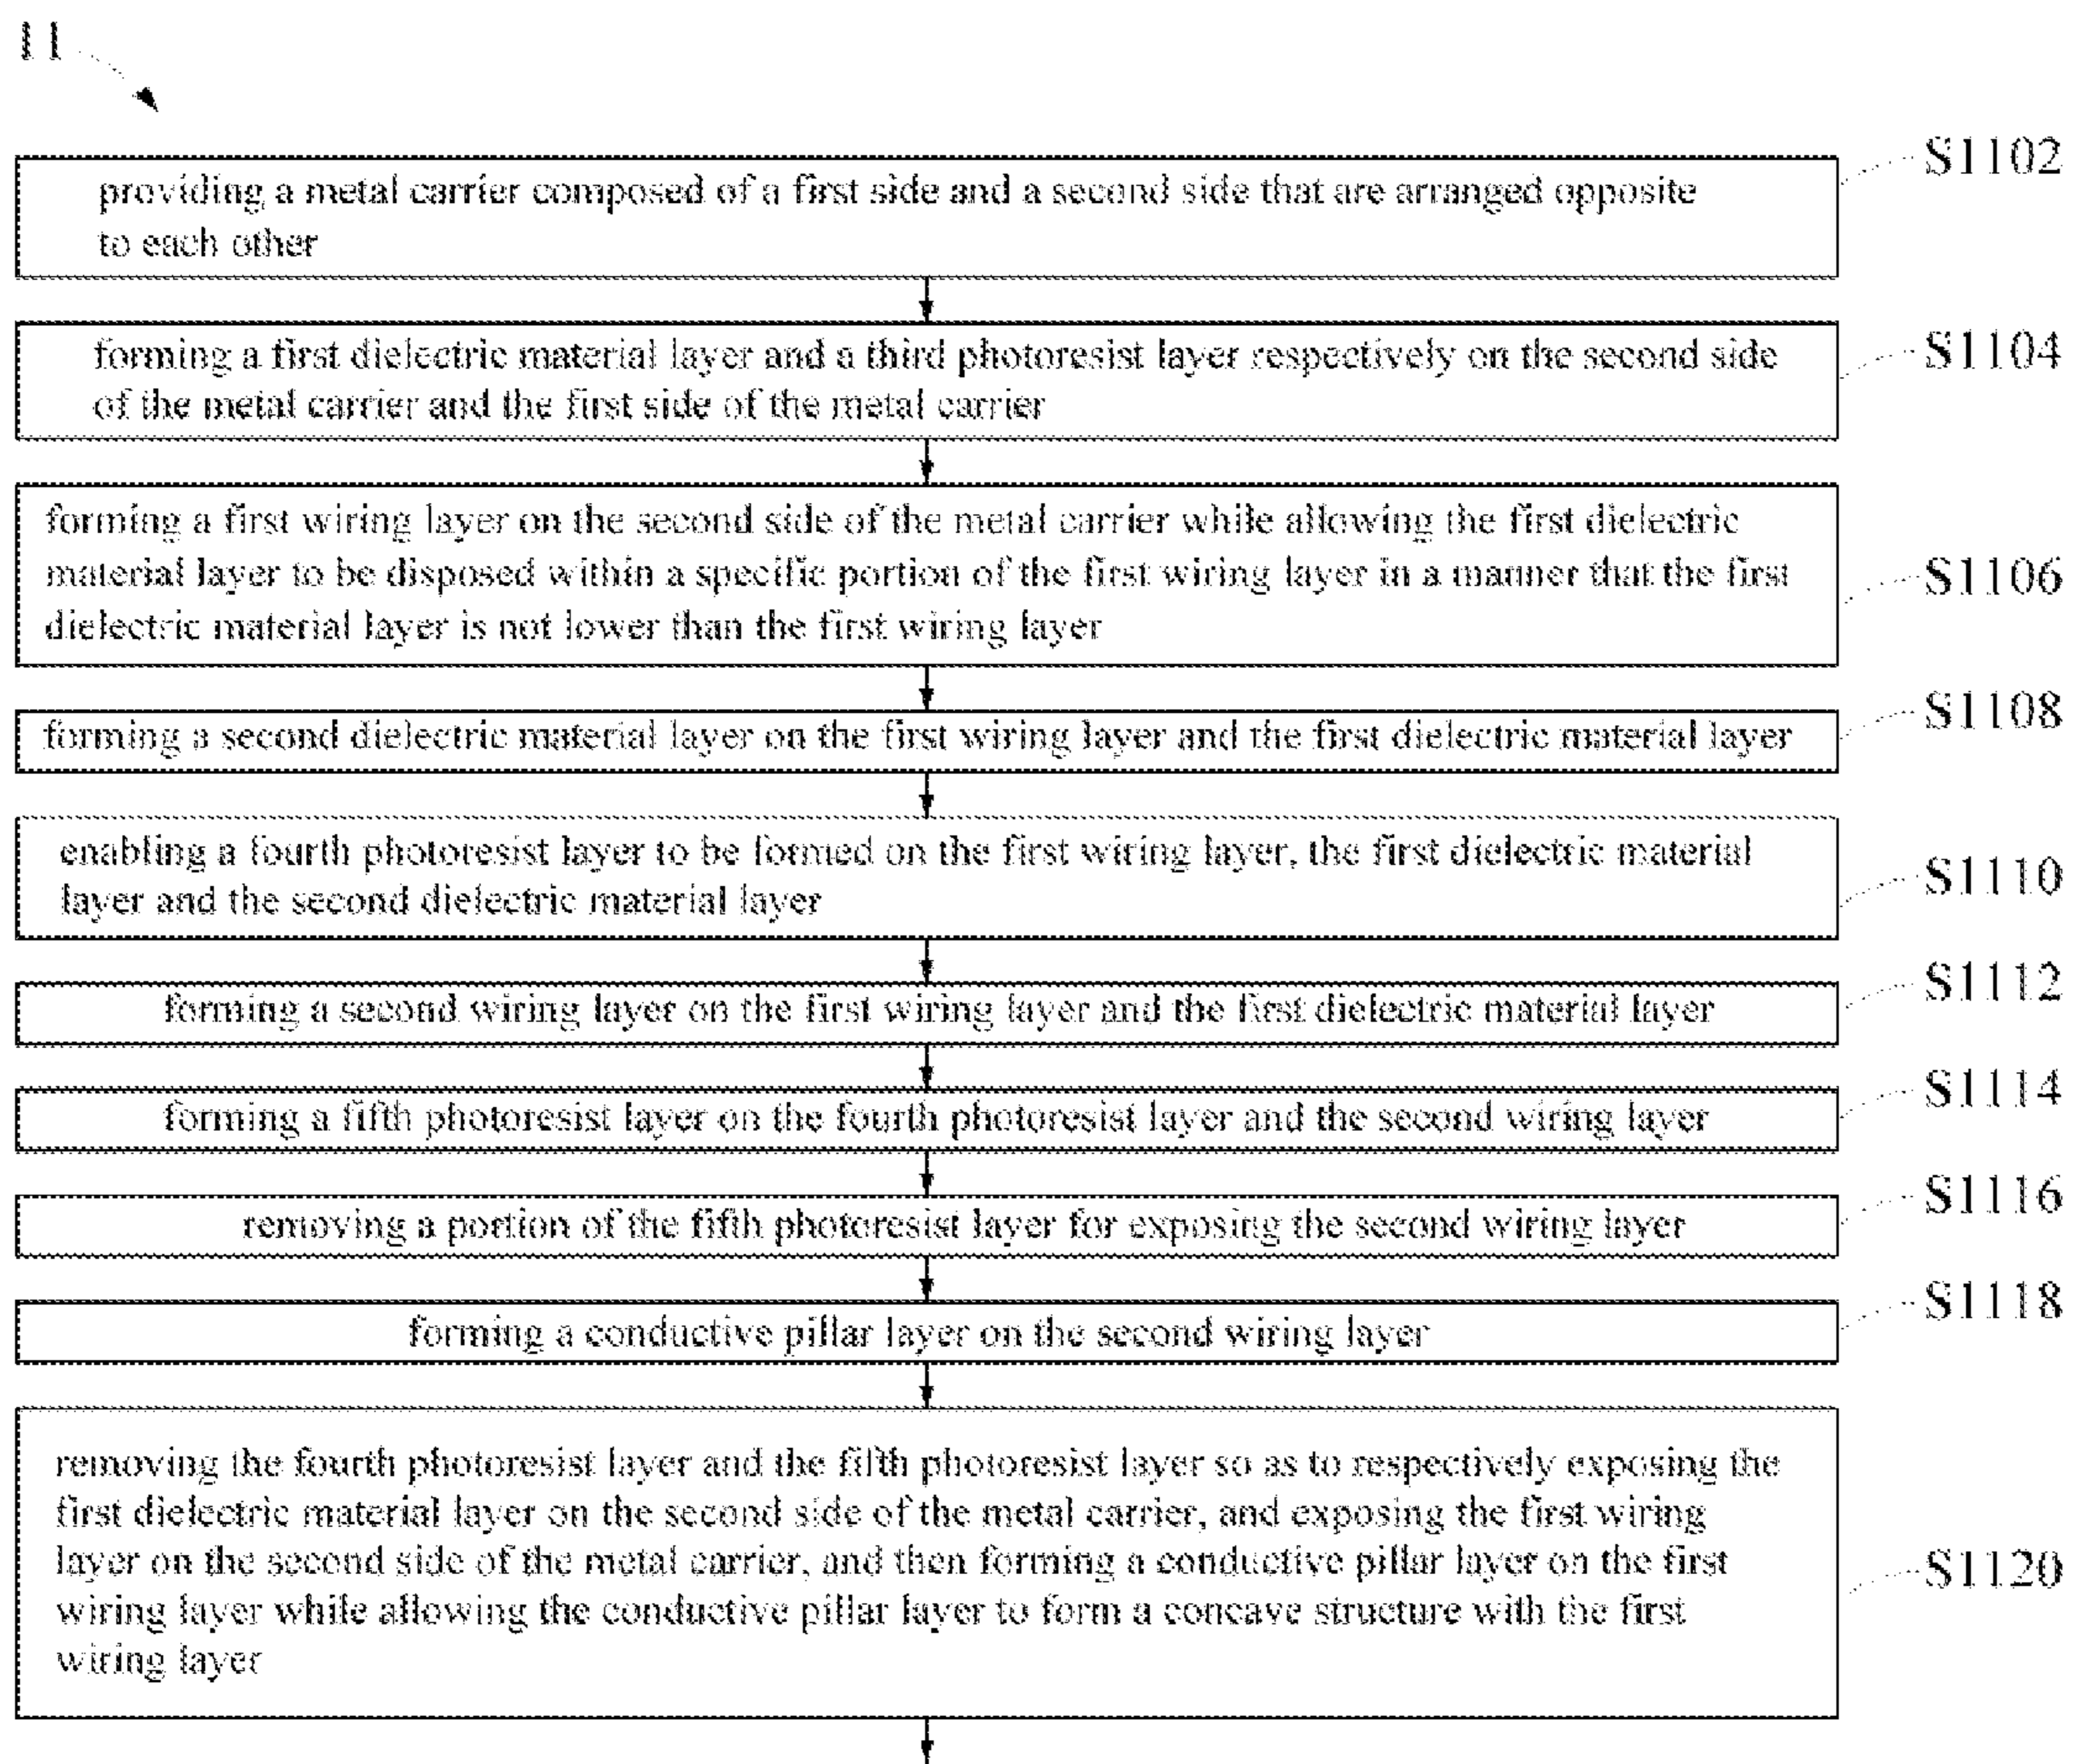 11
S1102
providing a metal carrier composed of a first side and a second side that are arranged opposite
to each other
S1104
forming a first dielectric material layer and a third photoresist layer respectively on the second side
of the metal carrier and the first side of the metal carrier
forming a first wiring layer on the second side of the metal carrier while allowing the first dielectric
material layer to be disposed within a specific portion of the first wiring layer in a manner that the first
S1106
dielectric material layer is not lower than the first wiring layer
S1108
forming a second dielectric material layer on the first wiring layer and the first dielectric material layer
enabling a fourth photoresist layer to be formed on the first wiring layer, the first dielectric material
S1110
layer and the second dielectric material layer
S1112
forming a second wiring layer on the first wiring layer and the first dielectric material layer
S1114
forming a fifth photoresist layer on the fourth photoresist layer and the second wiring layer
S1116
removing a portion of the fifth photoresist layer for exposing the second wiring layer
S1118
forming a conductive pillar layer on the second wiring layer
removing the fourth photoresist layer and the fifth photoresist layer so as to respectively exposing the
first dielectric material layer on the second side of the metal carrier, and exposing the first wiring
layer on the second side of the metal carrier, and then forming a conductive pillar layer on the first
S1120
wiring layer while allowing the conductive pillar layer to form a concave structure with the first
wiring layer